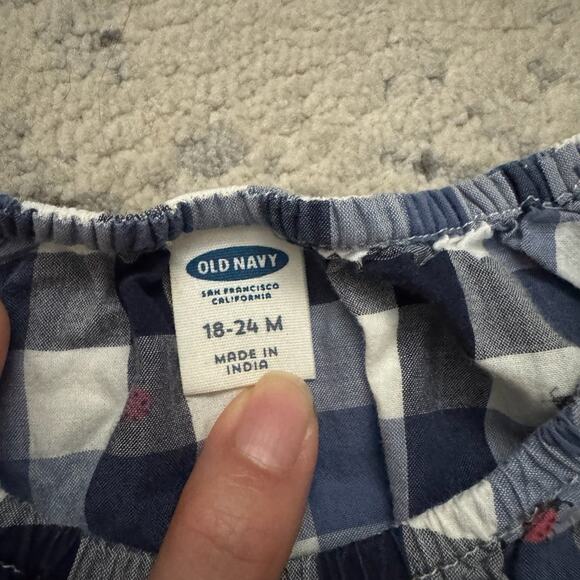 OLD NAVY
SAN FRANCISCO
CALIFORNIA
18-24 M
MADE IN
INDIA